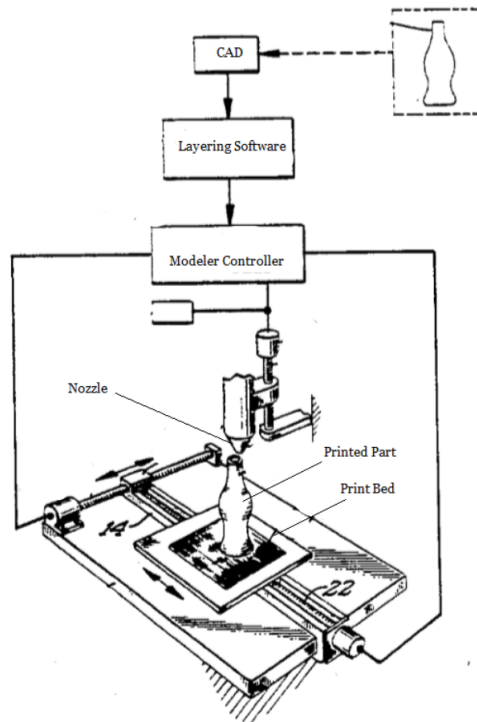 CAD
Layering Software
Modeler Controller
Nozzle
Printed Part
Print Bed
14
22